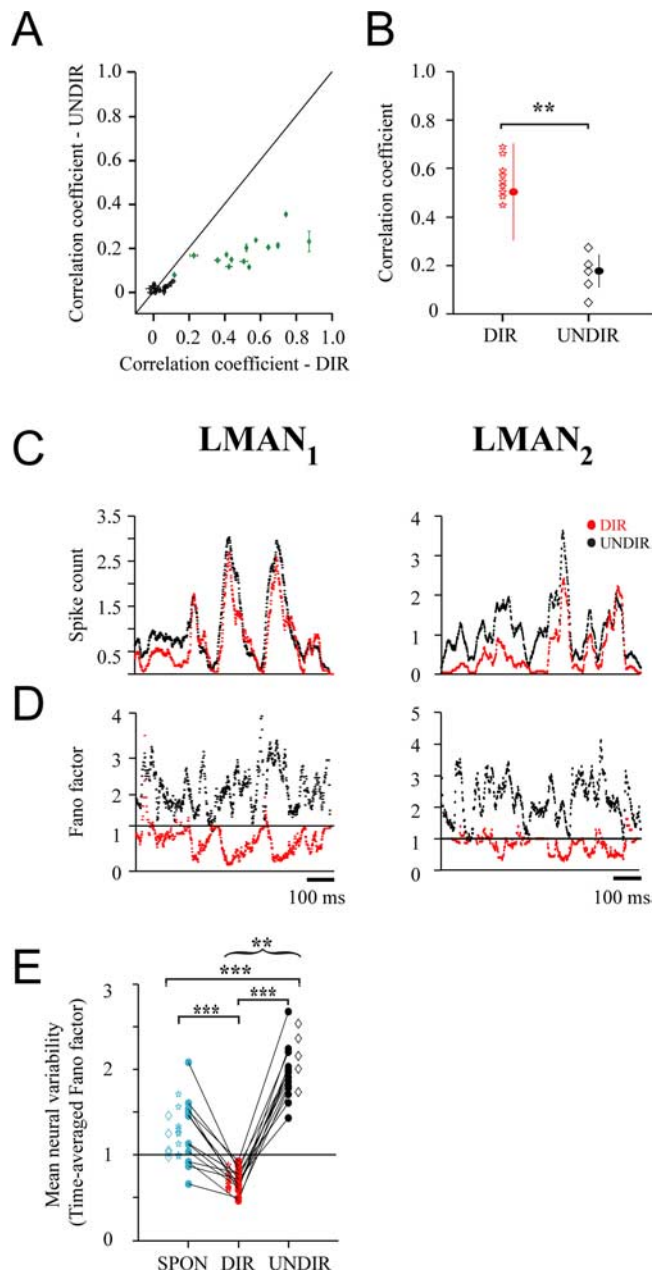 A
Correlation coefficient - UNDIR
1.0
0.8
0.6
0.4
0.2
0
0
0.2
0.4
0.6
0.8
1.0
Correlation coefficient - DIR
B
Correlation coefficient
1.0
0.8
0.6
0.4
0.2
0
**
DIR
UNDIR
C
LMAN1
LMAN2
Spike count
3.5
2.5
1.5
0.5
4
3
2
1
0
DIR
UNDIR
D
Fano factor
4
3
2
1
0
100 ms
5
4
3
2
1
0
100 ms
E
Mean neural variability
(Time-averaged Fano factor)
3
2
1
0
**
***
***
***
SPON
DIR
UNDIR